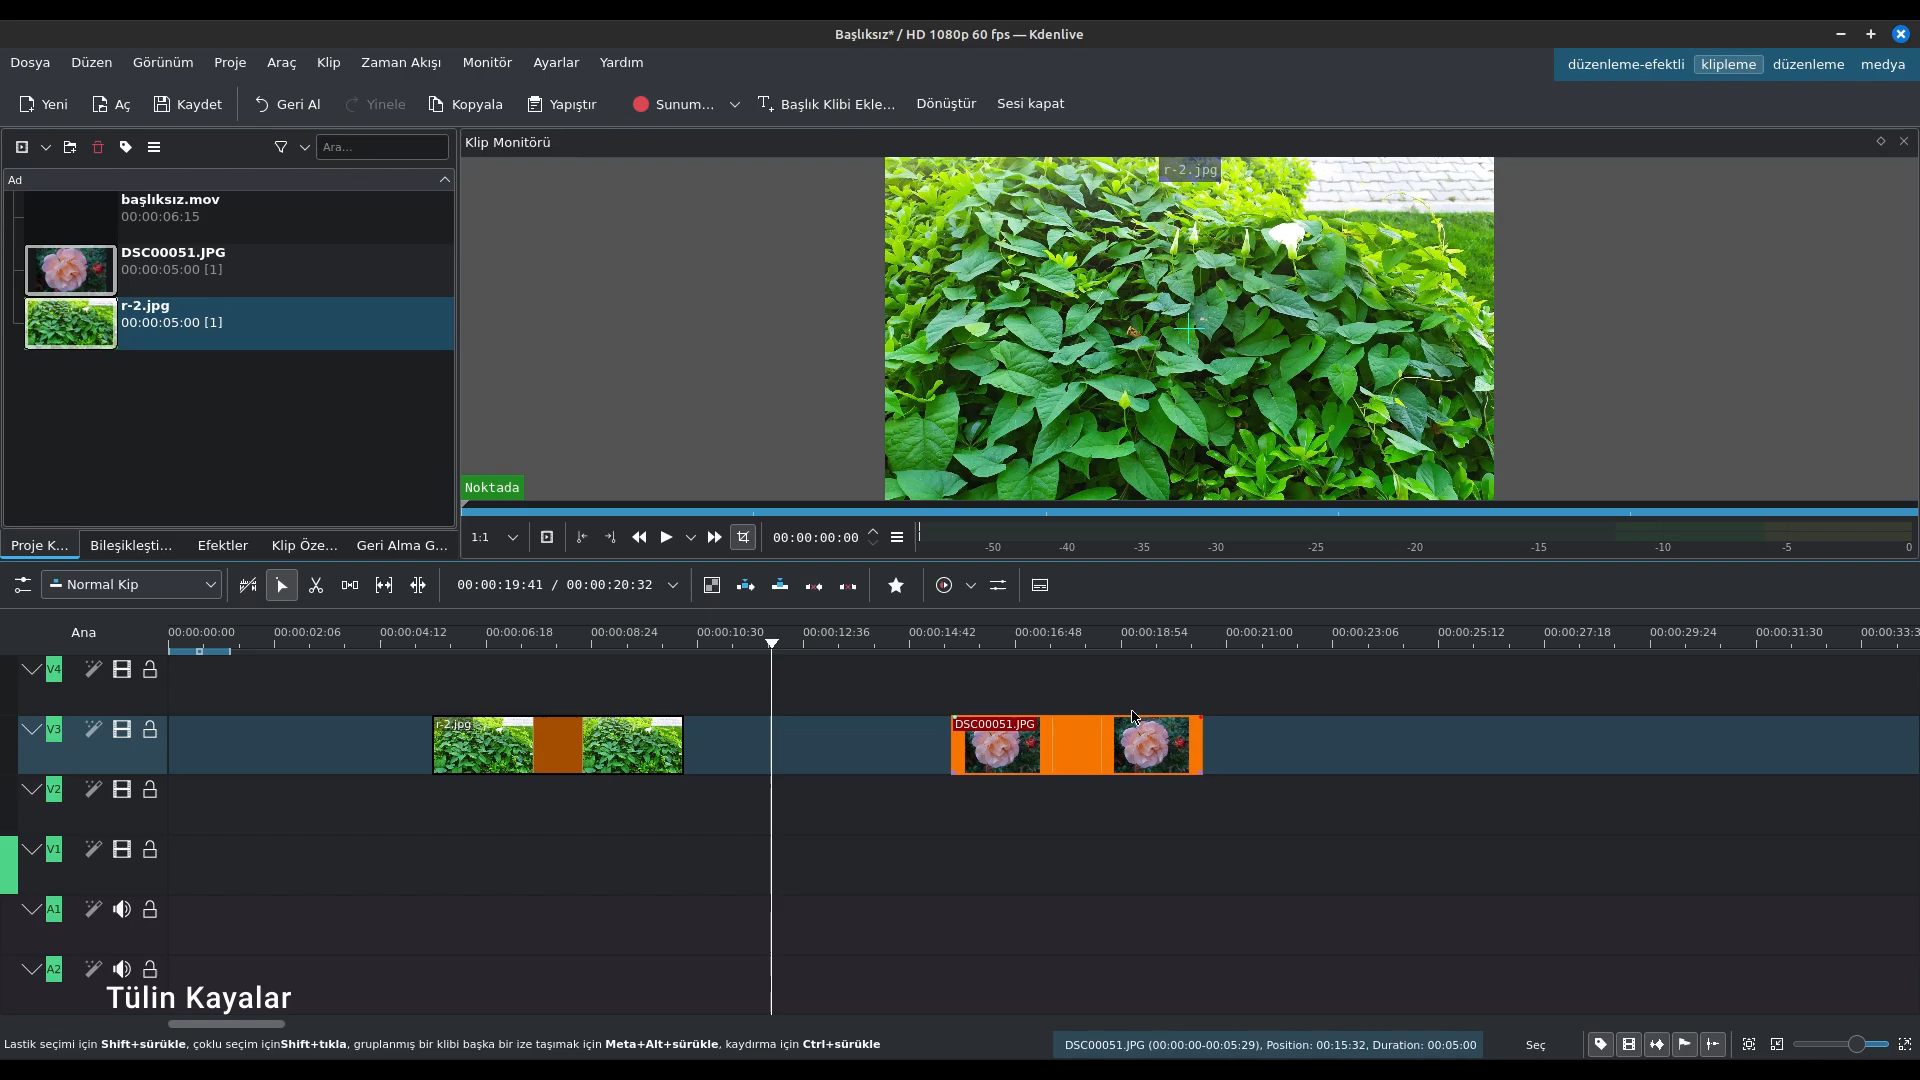 Başlıksız* / HD 1080p 60 fps — Kdenlive
Dosya Düzen Görünüm Proje Araç Klip Zaman Akışı Monitör Ayarlar Yardım
düzenleme-efektli klipleme düzenleme medya
Yeni Aç Kaydet Geri Al Yinele Kopyala Yapıştır Sunum... Başlık Klibi Ekle... Dönüştür Sesi kapat
Ara...
Klip Monitörü
Ad
başlıksız.mov
00:00:06:15
DSC00051.JPG
00:00:05:00 [1]
r-2.jpg
00:00:05:00 [1]
r-2.jpg
Noktada
Proje K... Bileşikleşti... Efektler Klip Öze... Geri Alma G...
1:1 00:00:00:00
-50 -40 -35 -30 -25 -20 -15 -10 -5 0
Normal Kip 00:00:19:41 / 00:00:20:32
Ana
00:00:00:00 00:00:02:06 00:00:04:12 00:00:06:18 00:00:08:24 00:00:10:30 00:00:12:36 00:00:14:42 00:00:16:48 00:00:18:54 00:00:21:00 00:00:23:06 00:00:25:12 00:00:27:18 00:00:29:24 00:00:31:30 00:00:33:3
V4
V3
r-2.jpg DSC00051.JPG
V2
V1
A1
A2
Tülin Kayalar
Lastik seçimi için Shift+sürükle, çoklu seçim içinShift+tıkla, gruplanmış bir klibi başka bir ize taşımak için Meta+Alt+sürükle, kaydırma için Ctrl+sürükle
DSC00051.JPG (00:00:00-00:05:29), Position: 00:15:32, Duration: 00:05:00
Seç